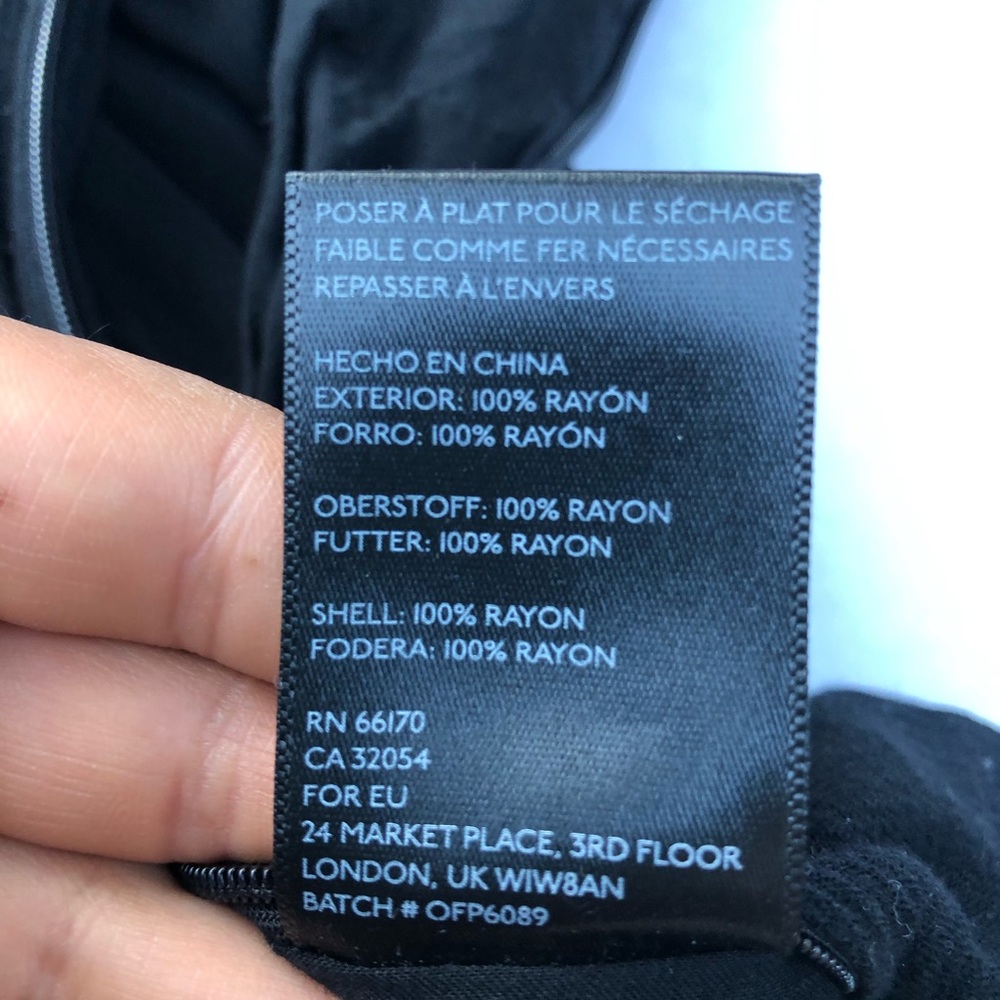 POSER À PLAT POUR LE SÉCHAGE
FAIBLE COMME FER NÉCESSAIRES
REPASSER À L'ENVERS
HECHO EN CHINA
EXTERIOR: 100% RAYÓN
FORRO: 100% RAYÓN
OBERSTOFF: 100% RAYON
FUTTER: 100% RAYON
SHELL: 100% RAYON
FODERA: 100% RAYON
RN 66170
CA 32054
FOR EU
24 MARKET PLACE, 3RD FLOOR
LONDON, UK W1W8AN
BATCH # OFP6089